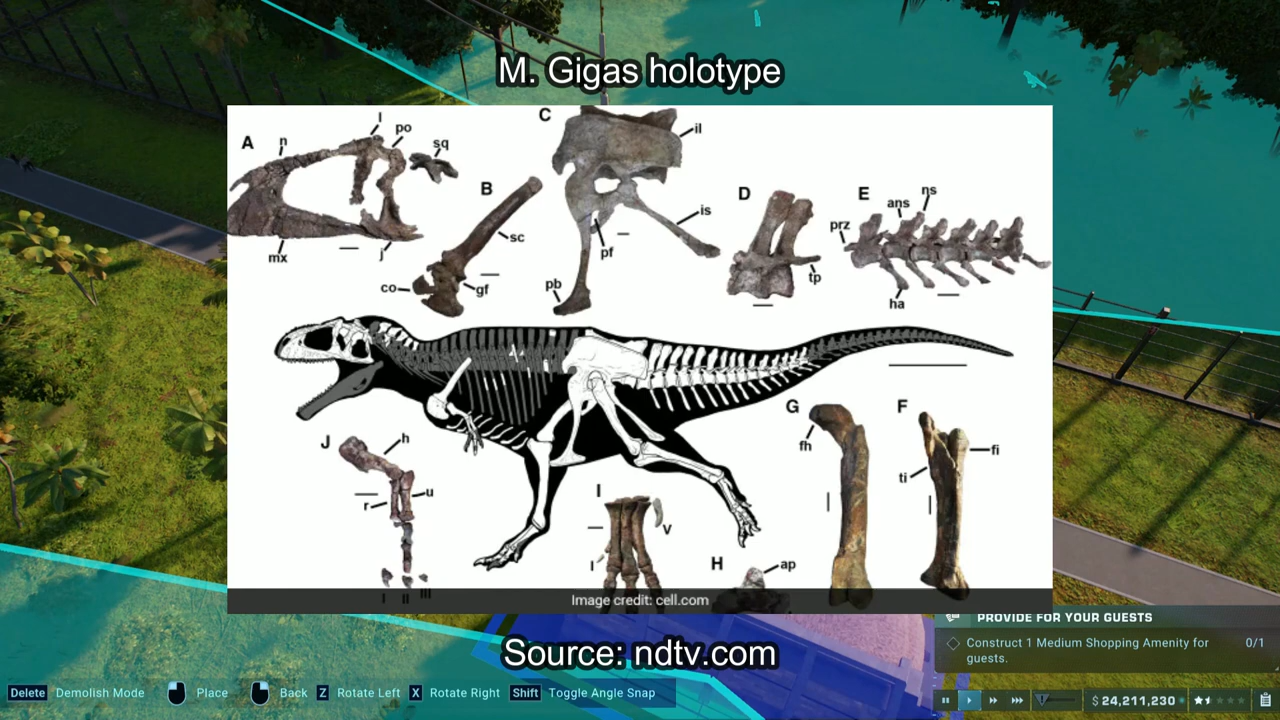 M. Gigas holotype
A n l po sq
mx j
B sc co gf
C il is pf pb
D tp
E prz ans ns ha
G fh
F ti fi
J h r u I II III
I V I
H ap
Image credit: cell.com
Source: ndtv.com
PROVIDE FOR YOUR GUESTS
Construct 1 Medium Shopping Amenity for 0/1
guests.
Delete Demolish Mode Place Back Z Rotate Left X Rotate Right Shift Toggle Angle Snap
$ 24,211,230